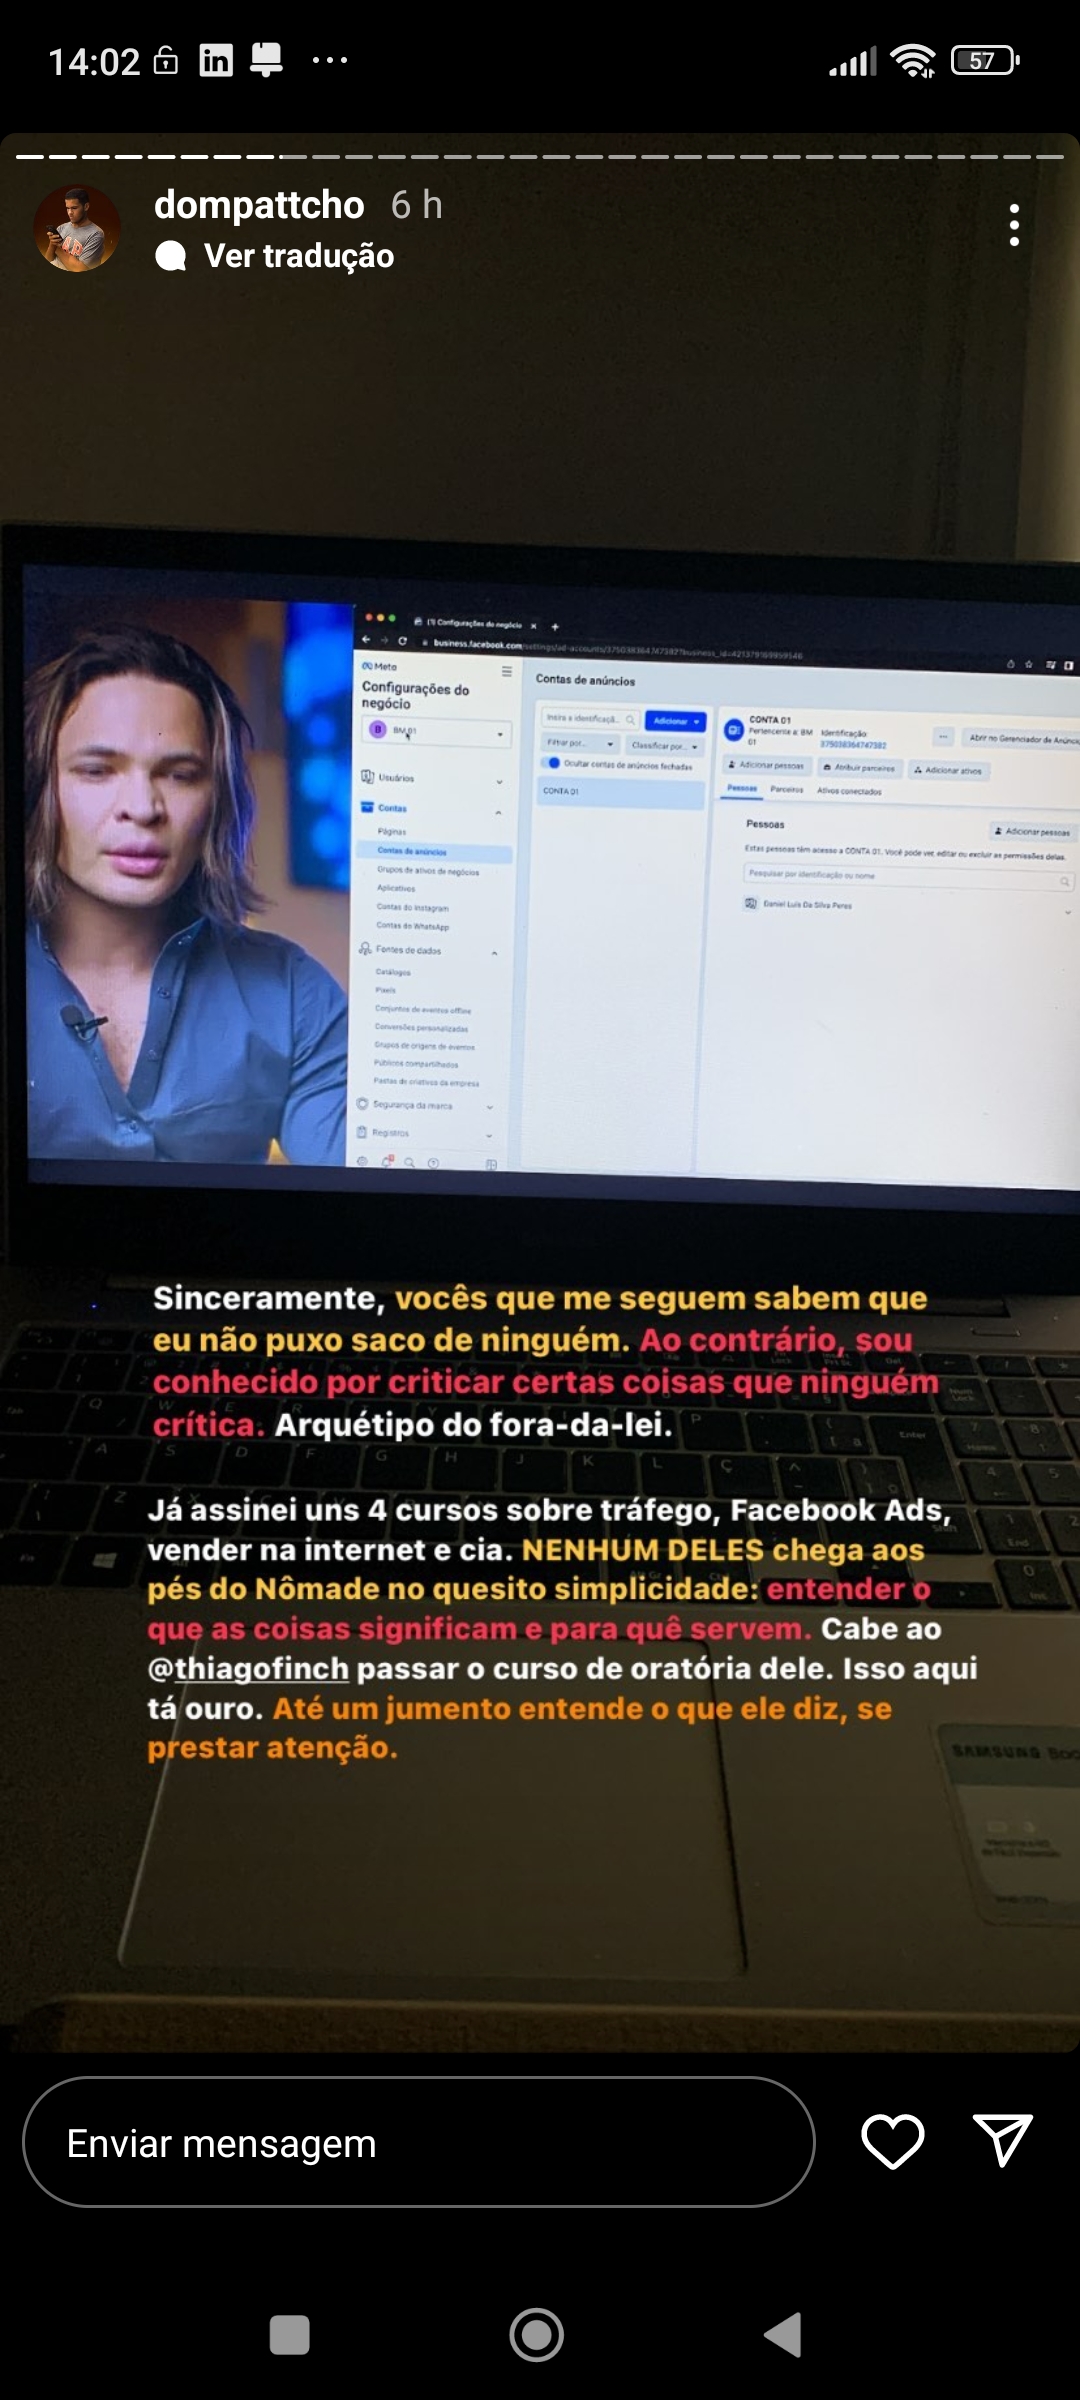 14:02
57
dompattcho 6 h
Ver tradução
(1) Configurações do negócio
business.facebook.com
Meta
Configurações do
negócio
BM 01
Usuários
Contas
Páginas
Contas de anúncios
Grupos de ativos de negócios
Aplicativos
Contas do Instagram
Contas do WhatsApp
Fontes de dados
Catálogos
Pixels
Conjuntos de eventos offline
Conversões personalizadas
Grupos de origens de eventos
Públicos compartilhados
Pastas de criativos da empresa
Segurança da marca
Registros
Contas de anúncios
Insira a identificaçã...
Adicionar
Filtrar por...
Classificar por...
Ocultar contas de anúncios fechadas
CONTA 01
CONTA 01
Pertencente a: BM
01
Identificação:
375038364747382
Abrir no Gerenciador de Anúnci
Adicionar pessoas
Atribuir parceiros
Adicionar ativos
Pessoas
Parceiros
Ativos conectados
Pessoas
Adicionar pessoas
Estas pessoas têm acesso a CONTA 01. Você pode ver, editar ou excluir as permissões delas.
Pesquisar por identificação ou nome
Daniel Luis Da Silva Peres
Sinceramente, vocês que me seguem sabem que
eu não puxo saco de ninguém. Ao contrário, sou
conhecido por criticar certas coisas que ninguém
crítica. Arquétipo do fora-da-lei.
Já assinei uns 4 cursos sobre tráfego, Facebook Ads,
vender na internet e cia. NENHUM DELES chega aos
pés do Nômade no quesito simplicidade: entender o
que as coisas significam e para quê servem. Cabe ao
@thiagofinch passar o curso de oratória dele. Isso aqui
tá ouro. Até um jumento entende o que ele diz, se
prestar atenção.
SAMSUNG Boo
Enviar mensagem